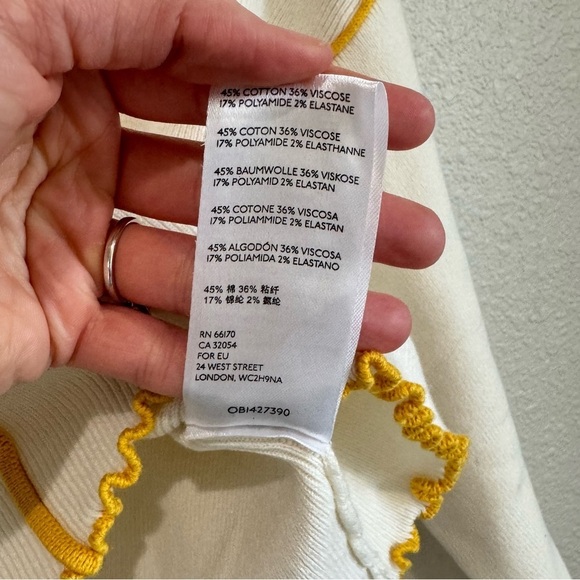 45% COTTON 36% VISCOSE
17% POLYAMIDE 2% ELASTANE
45% COTON 36% VISCOSE
17% POLYAMIDE 2% ELASTHANNE
45% BAUMWOLLE 36% VISKOSE
17% POLYAMID 2% ELASTAN
45% COTONE 36% VISCOSA
17% POLIAMMIDE 2% ELASTAN
45% ALGODÓN 36% VISCOSA
17% POLIAMIDA 2% ELASTANO
45% 棉 36% 粘纤
17% 锦纶 2% 氨纶
RN 66170
CA 32054
FOR EU
24 WEST STREET
LONDON, WC2H9NA
OB1427390